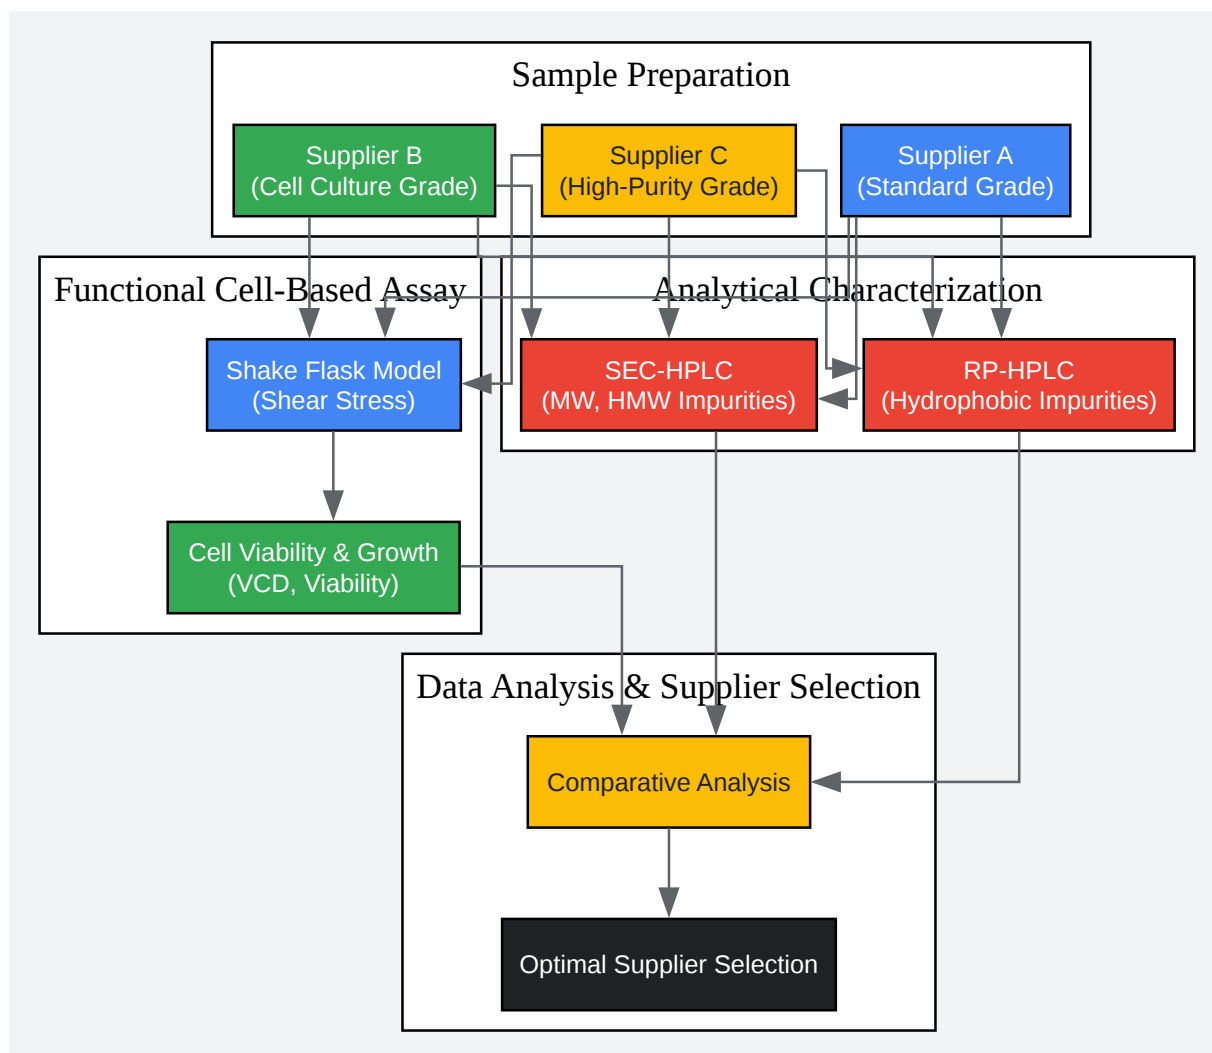 Sample Preparation
Supplier B
(Cell Culture Grade)
Supplier C
(High-Purity Grade)
Supplier A
(Standard Grade)
Functional Cell-Based Assay
Analytical Characterization
Shake Flask Model
(Shear Stress)
SEC-HPLC
(MW, HMW Impurities)
RP-HPLC
(Hydrophobic Impurities)
Cell Viability & Growth
(VCD, Viability)
Data Analysis & Supplier Selection
Comparative Analysis
Optimal Supplier Selection